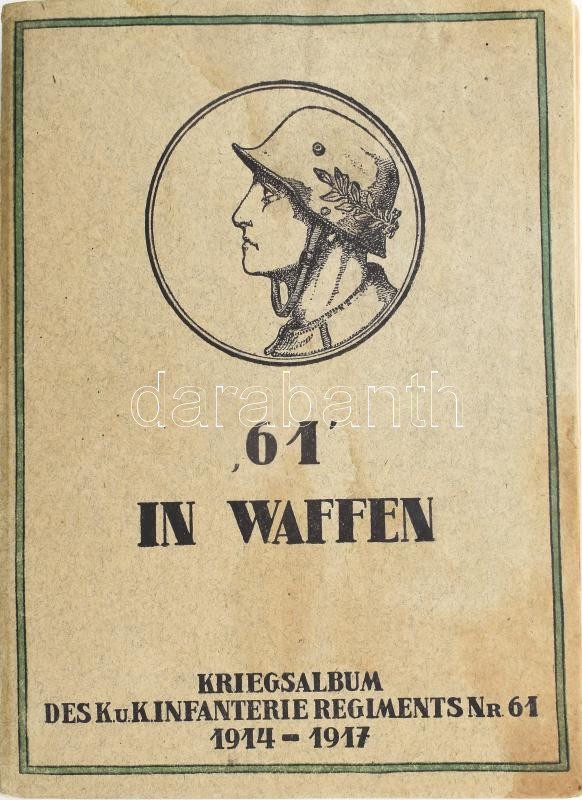 darabanth
‚61‘
IN WAFFEN
KRIEGSALBUM
DES K.u.K. INFANTERIE REGIMENTS NR 61
1914 - 1917